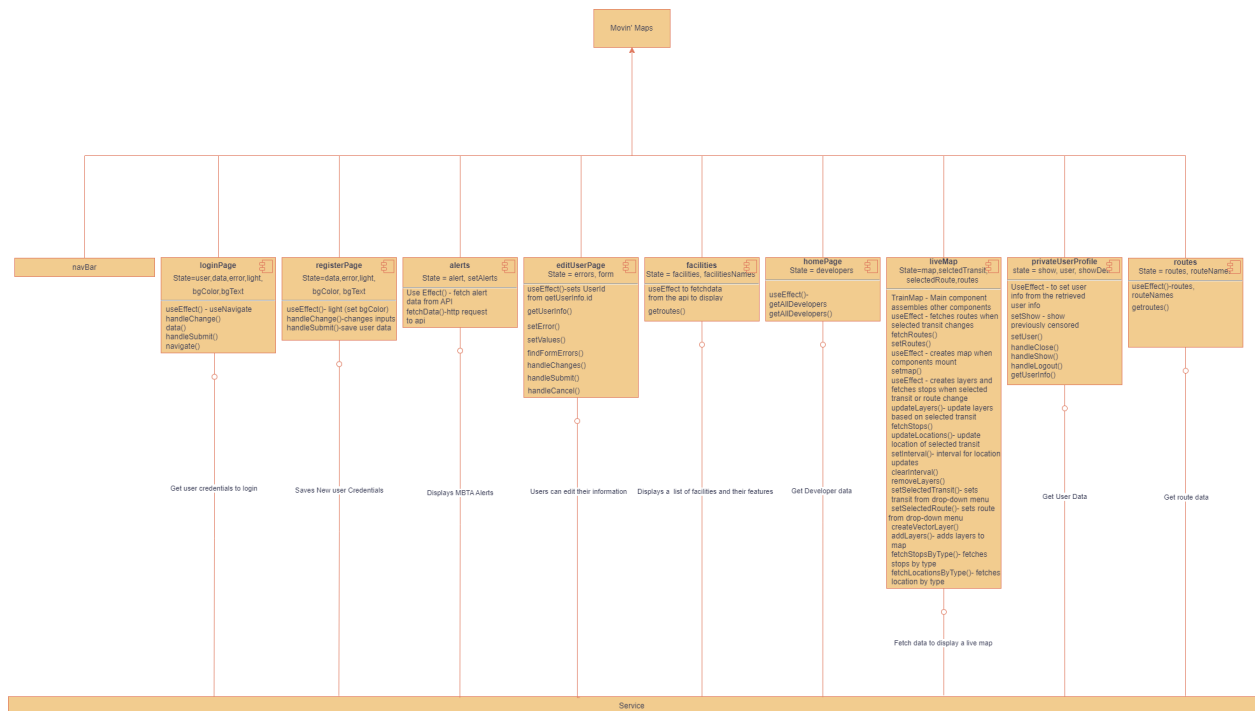 Movin' Maps
navBar
loginPage
State=user,data,error,light,
bgColor,bgText
useEffect() - useNavigate
handleChange()
data()
handleSubmit()
navigate()
registerPage
State=data,error,light,
bgColor, bgText
useEffect()- light (set bgColor)
handleChange()-changes inputs
handleSubmit()-save user data
alerts
State = alert, setAlerts
Use Effect() - fetch alert
data from API
fetchData()-http request
to api
editUserPage
State = errors, form
useEffect()-sets UserId
from getUserInfo.id
getUserInfo()
setError()
setValues()
findFormErrors()
handleChanges()
handleSubmit()
handleCancel()
facilities
State = facilities, facilitiesNames
useEffect to fetchdata
from the api to display
getroutes()
homePage
State = developers
useEffect()-
getAllDevelopers
getAllDevelopers()
liveMap
State=map,selctedTransit
selectedRoute,routes
TrainMap - Main component
assembles other components
useEffect - fetches routes when
selected transit changes
fetchRoutes()
setRoutes()
useEffect - creates map when
components mount
setmap()
useEffect - creates layers and
fetches stops when selected
transit or route change
updateLayers()- update layers
based on selected transit
fetchStops()
updateLocations()- update
location of selected transit
setInterval()- interval for location
updates
clearInterval()
removeLayers()
setSelectedTransit()- sets
transit from drop-down menu
setSelectedRoute()- sets route
from drop-down menu
createVectorLayer()
addLayers()- adds layers to
map
fetchStopsByType()- fetches
stops by type
fetchLocationsByType()- fetches
location by type
privateUserProfile
state = show, user, showDel
UseEffect - to set user
info from the retrieved
user info
setShow - show
previously censored
setUser()
handleClose()
handleShow()
handleLogout()
getUserInfo()
routes
State = routes, routeName
useEffect()-routes,
routeNames
getroutes()
Get user credentials to login
Saves New user Credentials
Displays MBTA Alerts
Users can edit their information
Displays a list of facilities and their features
Get Developer data
Fetch data to display a live map
Get User Data
Get route data
Service